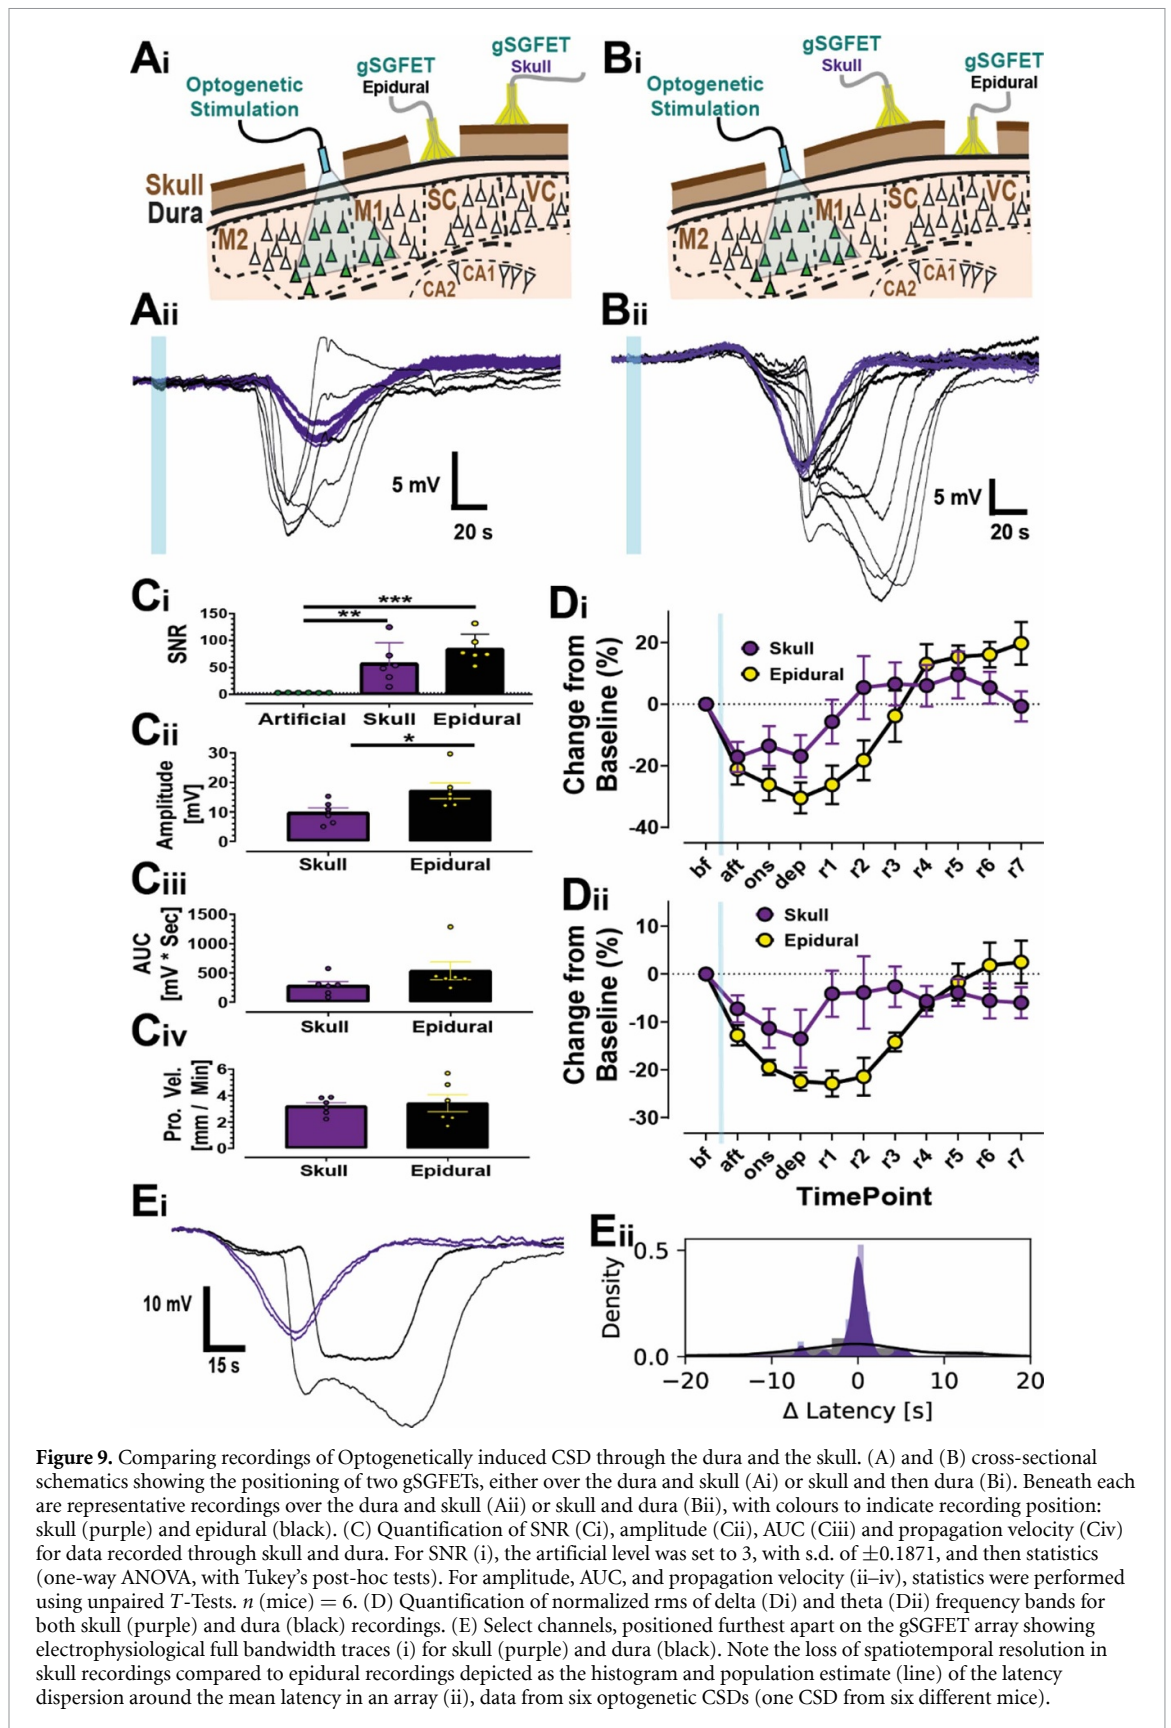 Ai
gSGFET
Skull
gSGFET
Epidural
Optogenetic
Stimulation
Skull
Dura
M2
M1
SC
VC
CA1
CA2
Bi
gSGFET
Skull
gSGFET
Epidural
Optogenetic
Stimulation
M2
M1
SC
VC
CA1
CA2
Aii
5 mV
20 s
Bii
5 mV
20 s
Ci
***
**
SNR
150
100
50
0
Artificial
Skull
Epidural
Cii
*
Amplitude
[mV]
30
20
10
0
Skull
Epidural
Ciii
AUC
[mV * Sec]
1500
1000
500
0
Skull
Epidural
Civ
Pro. Vel.
[mm / Min]
6
4
2
0
Skull
Epidural
Di
Change from
Baseline (%)
20
0
-20
-40
Skull
Epidural
bf
aft
ons
dep
r1
r2
r3
r4
r5
r6
r7
Dii
Change from
Baseline (%)
10
0
-10
-20
-30
Skull
Epidural
bf
aft
ons
dep
r1
r2
r3
r4
r5
r6
r7
TimePoint
Ei
10 mV
15 s
Eii
Density
0.5
0.0
−20
−10
0
10
20
Δ Latency [s]
Figure 9. Comparing recordings of Optogenetically induced CSD through the dura and the skull. (A) and (B) cross-sectional
schematics showing the positioning of two gSGFETs, either over the dura and skull (Ai) or skull and then dura (Bi). Beneath each
are representative recordings over the dura and skull (Aii) or skull and dura (Bii), with colours to indicate recording position:
skull (purple) and epidural (black). (C) Quantification of SNR (Ci), amplitude (Cii), AUC (Ciii) and propagation velocity (Civ)
for data recorded through skull and dura. For SNR (i), the artificial level was set to 3, with s.d. of ±0.1871, and then statistics
(one-way ANOVA, with Tukey's post-hoc tests). For amplitude, AUC, and propagation velocity (ii–iv), statistics were performed
using unpaired T-Tests. n (mice) = 6. (D) Quantification of normalized rms of delta (Di) and theta (Dii) frequency bands for
both skull (purple) and dura (black) recordings. (E) Select channels, positioned furthest apart on the gSGFET array showing
electrophysiological full bandwidth traces (i) for skull (purple) and dura (black). Note the loss of spatiotemporal resolution in
skull recordings compared to epidural recordings depicted as the histogram and population estimate (line) of the latency
dispersion around the mean latency in an array (ii), data from six optogenetic CSDs (one CSD from six different mice).